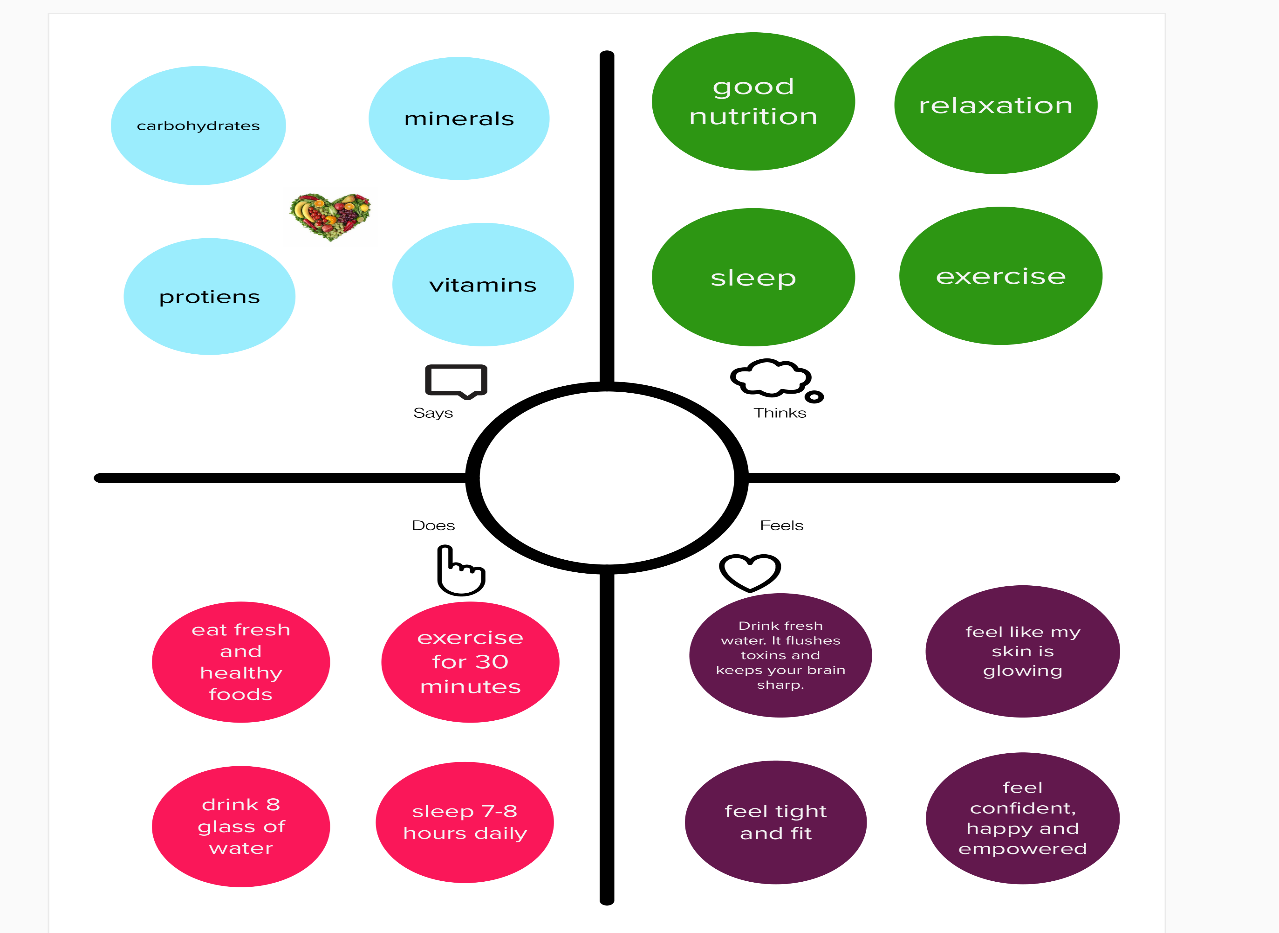 carbohydrates
minerals
protiens
vitamins
Says
good
nutrition
relaxation
sleep
exercise
Thinks
Does
eat fresh
and
healthy
foods
exercise
for 30
minutes
drink 8
glass of
water
sleep 7-8
hours daily
Feels
Drink fresh
water. It flushes
toxins and
keeps your brain
sharp.
feel like my
skin is
glowing
feel tight
and fit
feel
confident,
happy and
empowered